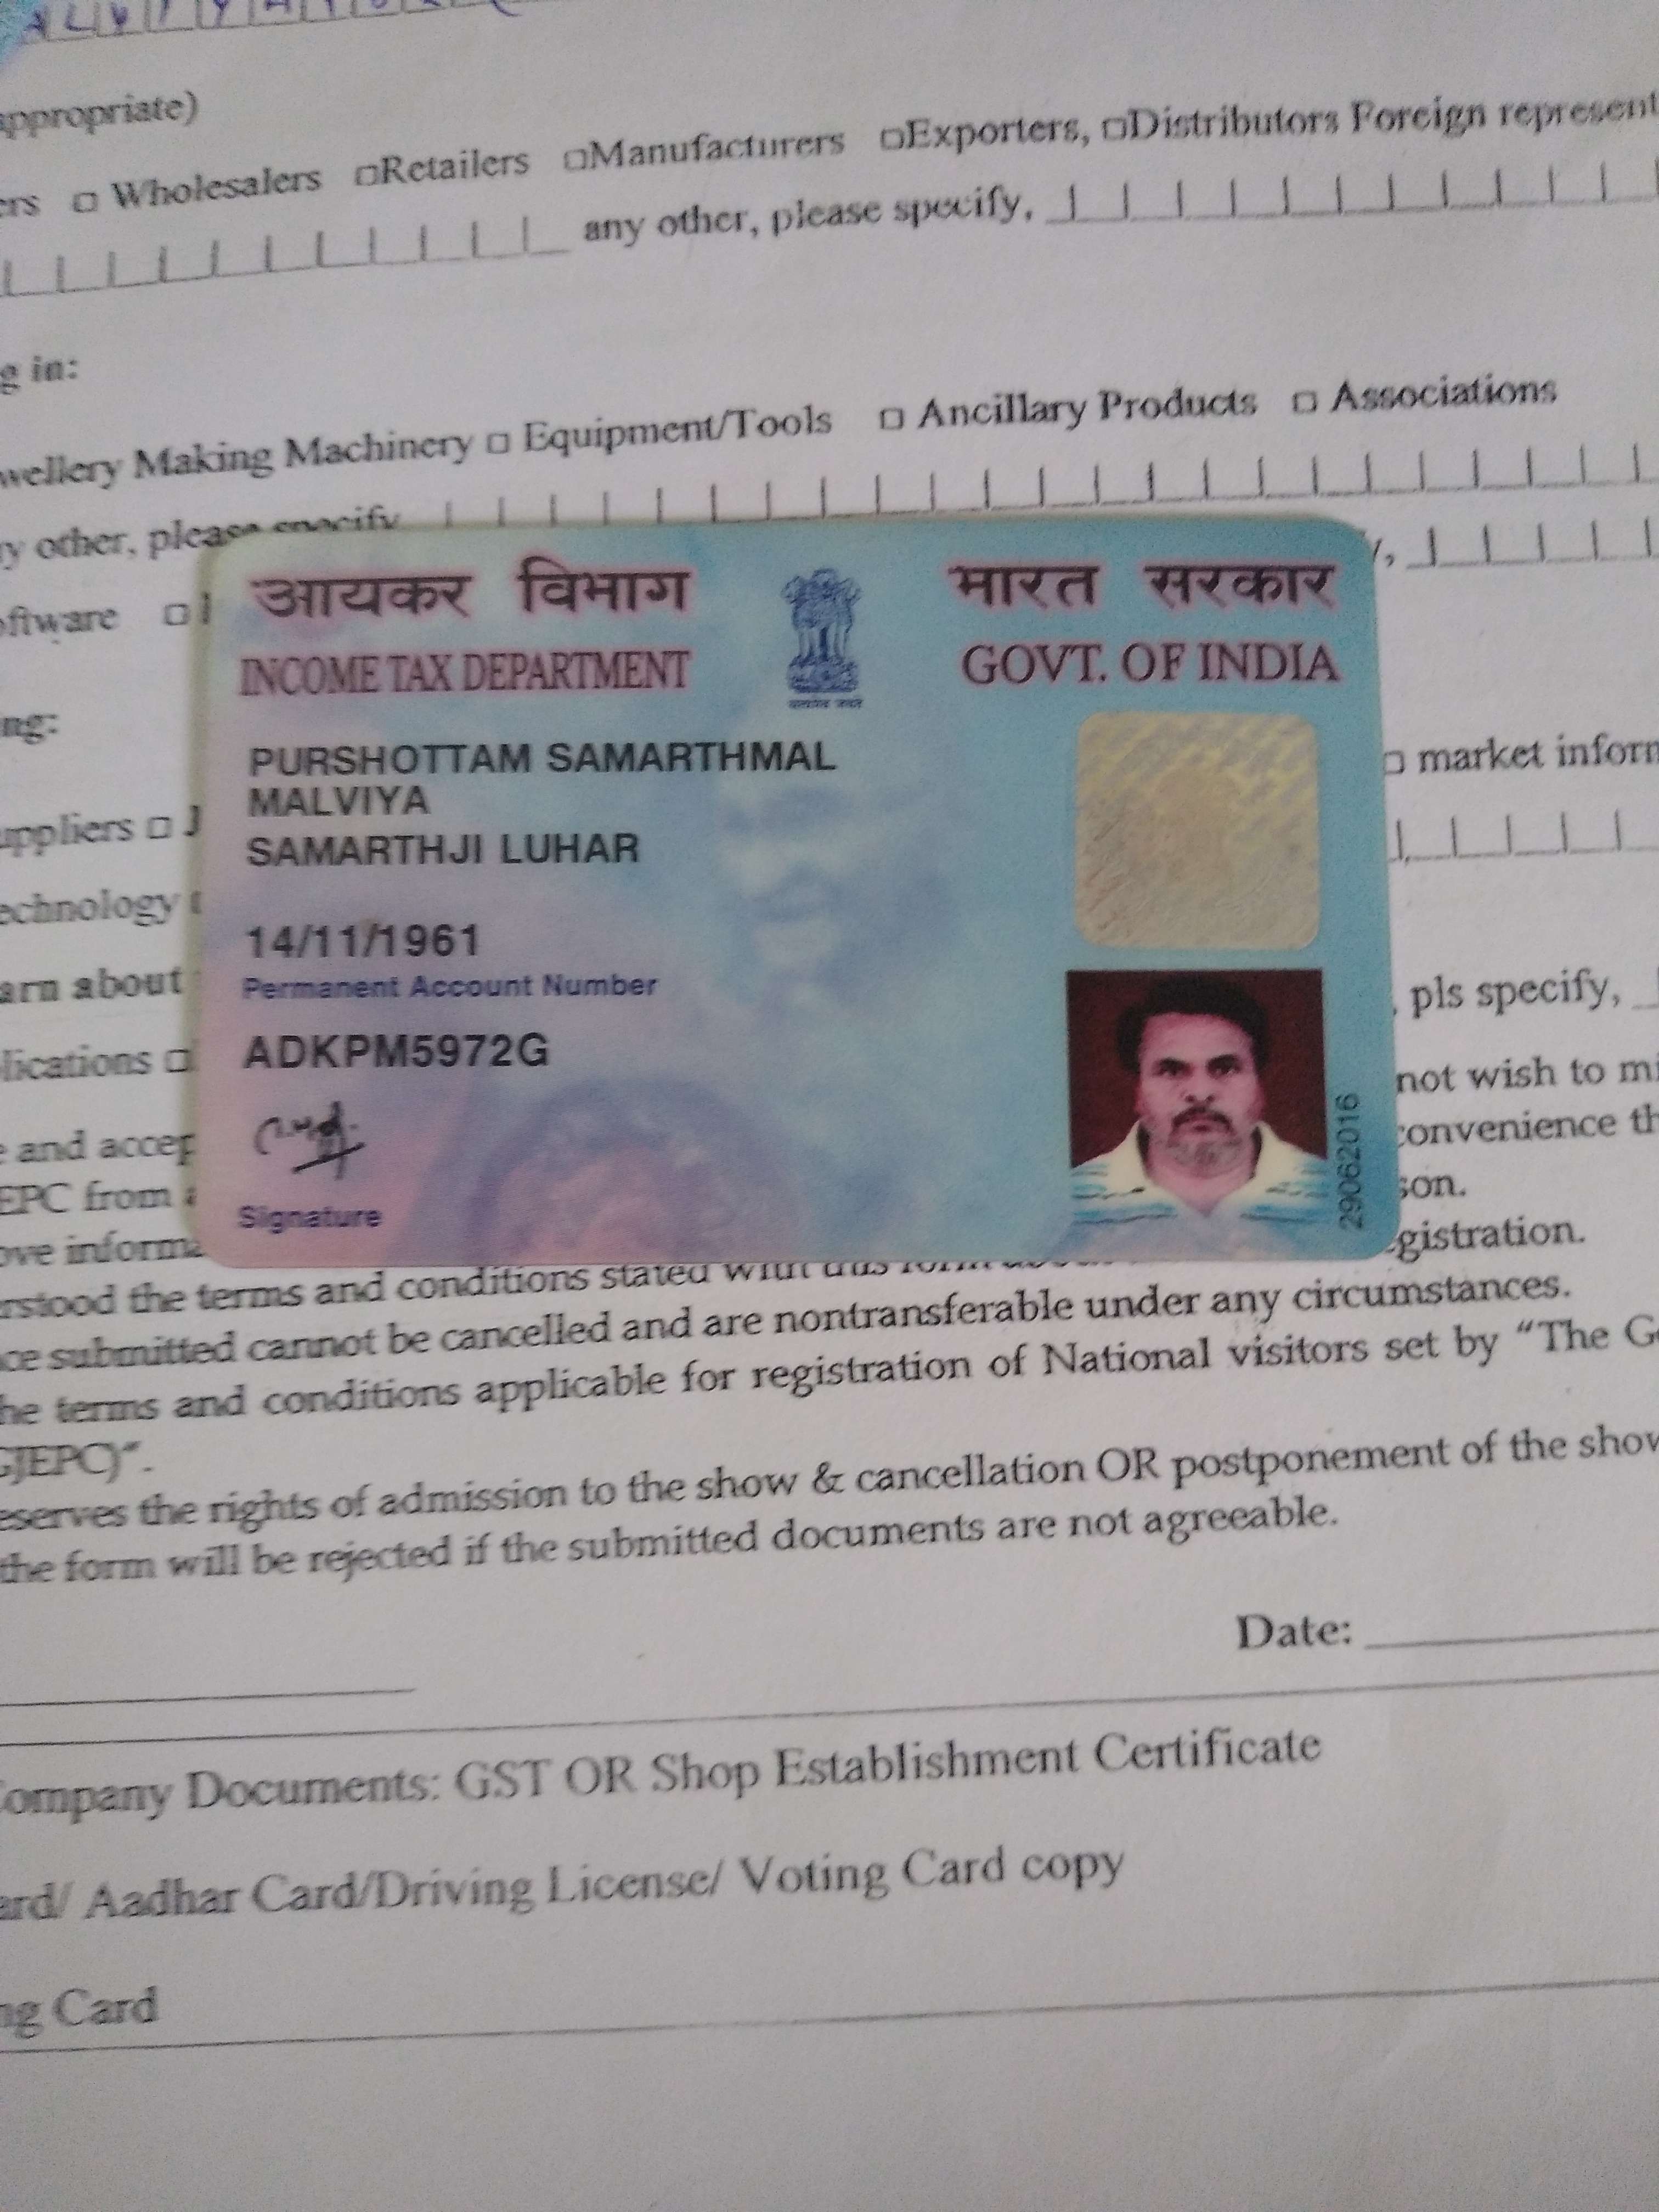 appropriate)
Wholesalers □Retailers □Manufacturers □Exporters, □Distributors Foreign represent
any other, please specify,
g in:
wellery Making Machinery □ Equipment/Tools □ Ancillary Products □ Associations
y other, please specify
oftware
आयकर विभाग
भारत सरकार
INCOME TAX DEPARTMENT
GOVT. OF INDIA
सत्यमेव जयते
ng:
PURSHOTTAM SAMARTHMAL
MALVIYA
□ market inform
uppliers □ J
SAMARTHJI LUHAR
echnology
14/11/1961
arn about
Permanent Account Number
, pls specify,
lications □
ADKPM5972G
not wish to mi
e and accep
convenience th
EPC from a
son.
Signature
29062016
ove informa
egistration.
rstood the terms and conditions stated with this form
ce submitted cannot be cancelled and are nontransferable under any circumstances.
he terms and conditions applicable for registration of National visitors set by “The G
GJEPC)”.
eserves the rights of admission to the show & cancellation OR postponement of the show
the form will be rejected if the submitted documents are not agreeable.
Date:
Company Documents: GST OR Shop Establishment Certificate
ard/ Aadhar Card/Driving License/ Voting Card copy
ng Card